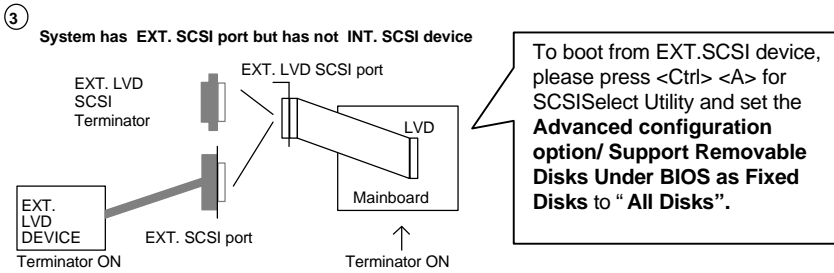 3
System has EXT. SCSI port but has not INT. SCSI device
EXT. LVD SCSI port
EXT. LVD
SCSI
Terminator
LVD
Mainboard
EXT.
LVD
DEVICE
EXT. SCSI port
Terminator ON
Terminator ON
To boot from EXT.SCSI device,
please press <Ctrl> <A> for
SCSISelect Utility and set the
Advanced configuration
option/ Support Removable
Disks Under BIOS as Fixed
Disks to “ All Disks”.